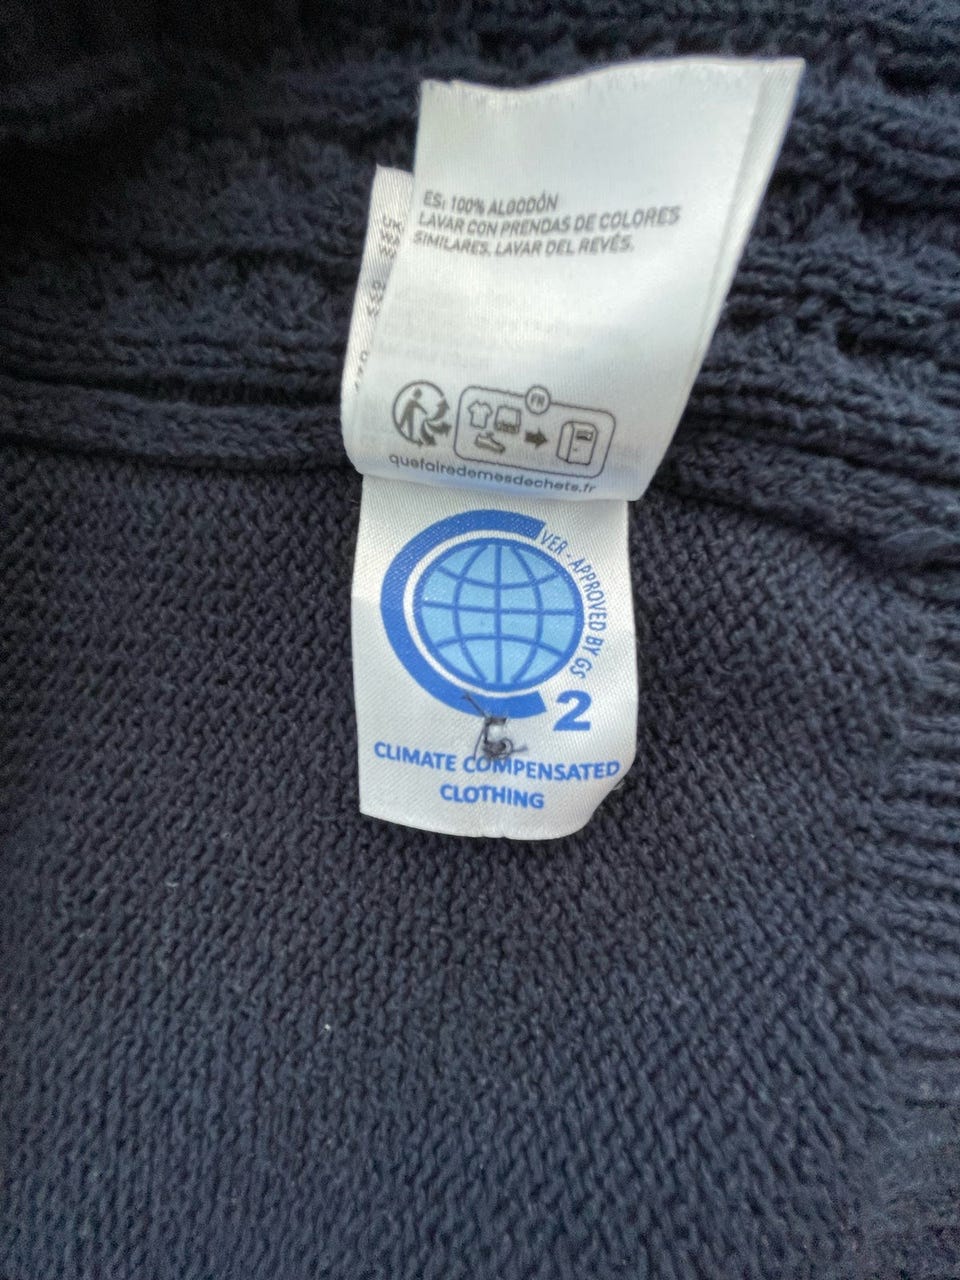 ES: 100% ALGODÓN
LAVAR CON PRENDAS DE COLORES
SIMILARES. LAVAR DEL REVÉS.
FR
quefairedemesdechets.fr
VER - APPROVED BY GS
2
CLIMATE COMPENSATED
CLOTHING